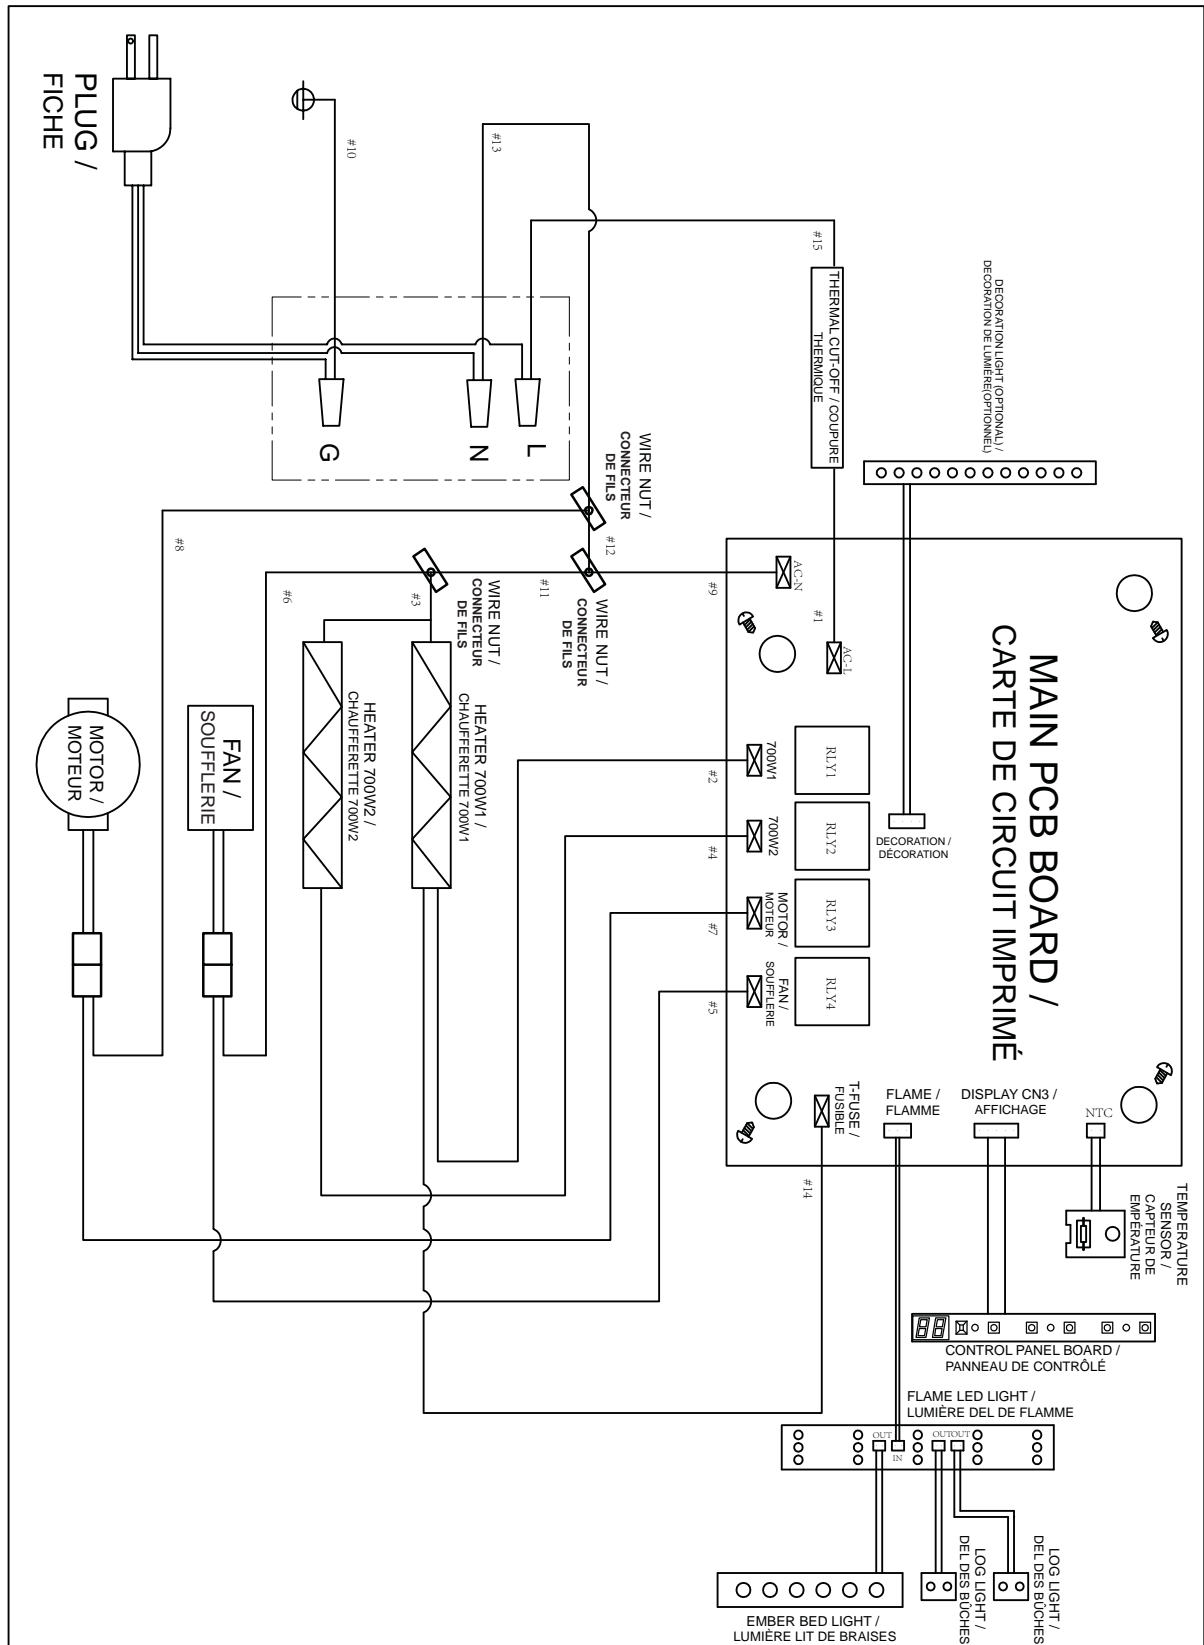 PLUG /
FICHE
#10
#13
#15
G
N
L
THERMAL CUT-OFF / COUPURE
THERMIQUE
DECORATION LIGHT (OPTIONAL) /
DECORATION DE LUMIÈRE(OPTIONNEL)
WIRE NUT /
CONNECTEUR
DE FILS
#8
#12
#6
#3
#11
#9
#1
WIRE NUT /
CONNECTEUR
DE FILS
WIRE NUT /
CONNECTEUR
DE FILS
AC-N
AC-L
MAIN PCB BOARD /
CARTE DE CIRCUIT IMPRIMÉ
MOTOR /
MOTEUR
FAN /
SOUFFLERIE
HEATER 700W2 /
CHAUFFERETTE 700W2
HEATER 700W1 /
CHAUFFERETTE 700W1
#2
700W1
RLY1
#4
700W2
RLY2
DECORATION /
DÉCORATION
#7
MOTOR /
MOTEUR
RLY3
#5
FAN /
SOUFFLERIE
RLY4
T-FUSE /
FUSIBLE
#14
FLAME /
FLAMME
DISPLAY CN3 /
AFFICHAGE
NTC
TEMPERATURE
SENSOR /
CAPTEUR DE
EMPÉRATURE
88
CONTROL PANEL BOARD /
PANNEAU DE CONTRÔLÉ
FLAME LED LIGHT /
LUMIÈRE DEL DE FLAMME
OUT
IN
OUT
OUT
LOG LIGHT /
DEL DES BÛCHES
LOG LIGHT /
DEL DES BÛCHES
EMBER BED LIGHT /
LUMIÈRE LIT DE BRAISES